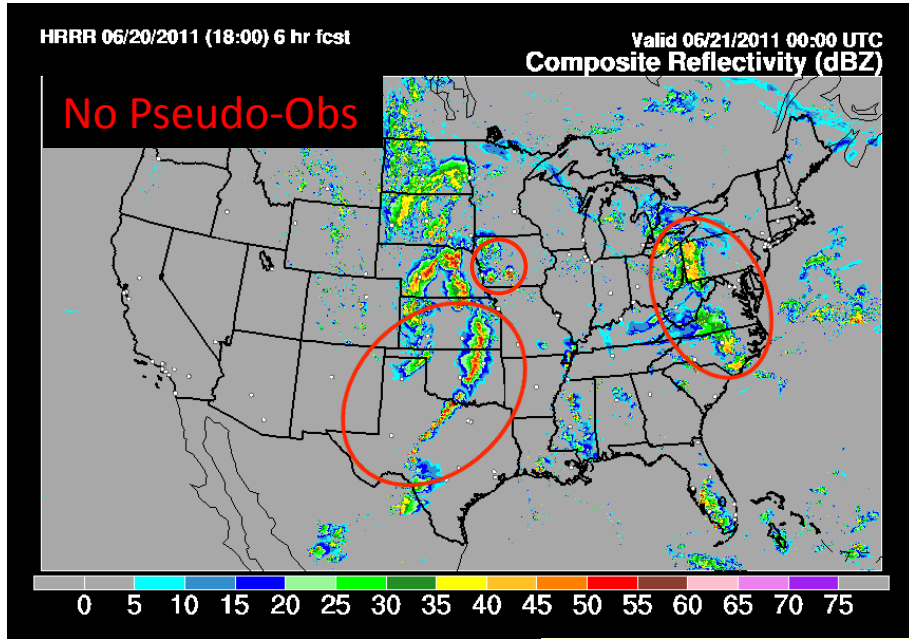 HRRR 06/20/2011 (18:00) 6 hr fcst
Valid 06/21/2011 00:00 UTC
Composite Reflectivity (dBZ)
No Pseudo-Obs
0 5 10 15 20 25 30 35 40 45 50 55 60 65 70 75